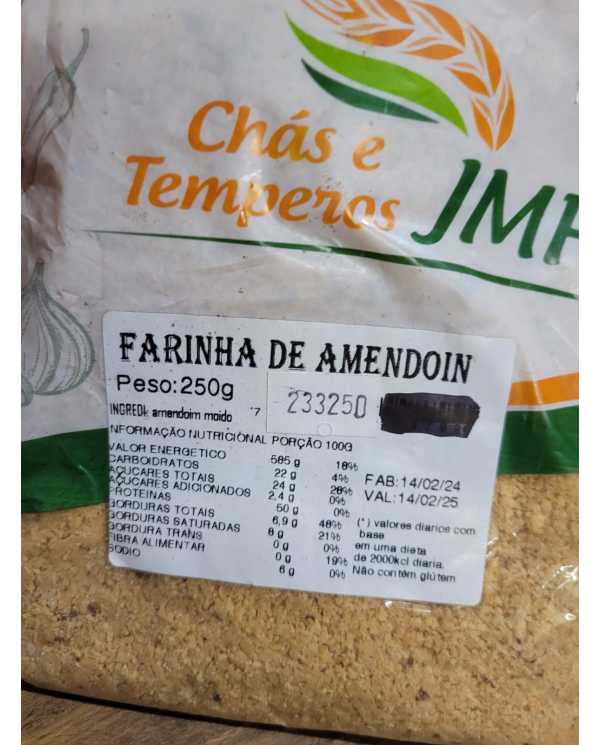 Chás e
Temperos JM
FARINHA DE AMENDOIN
Peso:250g
233250
INGREDI: amendoim moido
NFORMAÇÃO NUTRICIONAL PORÇÃO 100G
VALOR ENERGETICO 585 g 18%
CARBOIDRATOS 22 g 4%
AÇUCARES TOTAIS 24 g 28%
AÇUCARES ADICIONADOS 2,4 g 0%
PROTEINAS 50 g 0%
GORDURAS TOTAIS 6,9 g 48%
GORDURAS SATURADAS 8 g 21%
GORDURA TRANS 0 g 0%
FIBRA ALIMENTAR 0 g 19%
SODIO 6 g 0%
FAB:14/02/24
VAL:14/02/25
(*) valores diarios com
base
em uma dieta
de 2000kcl diaria.
Não contém glútem